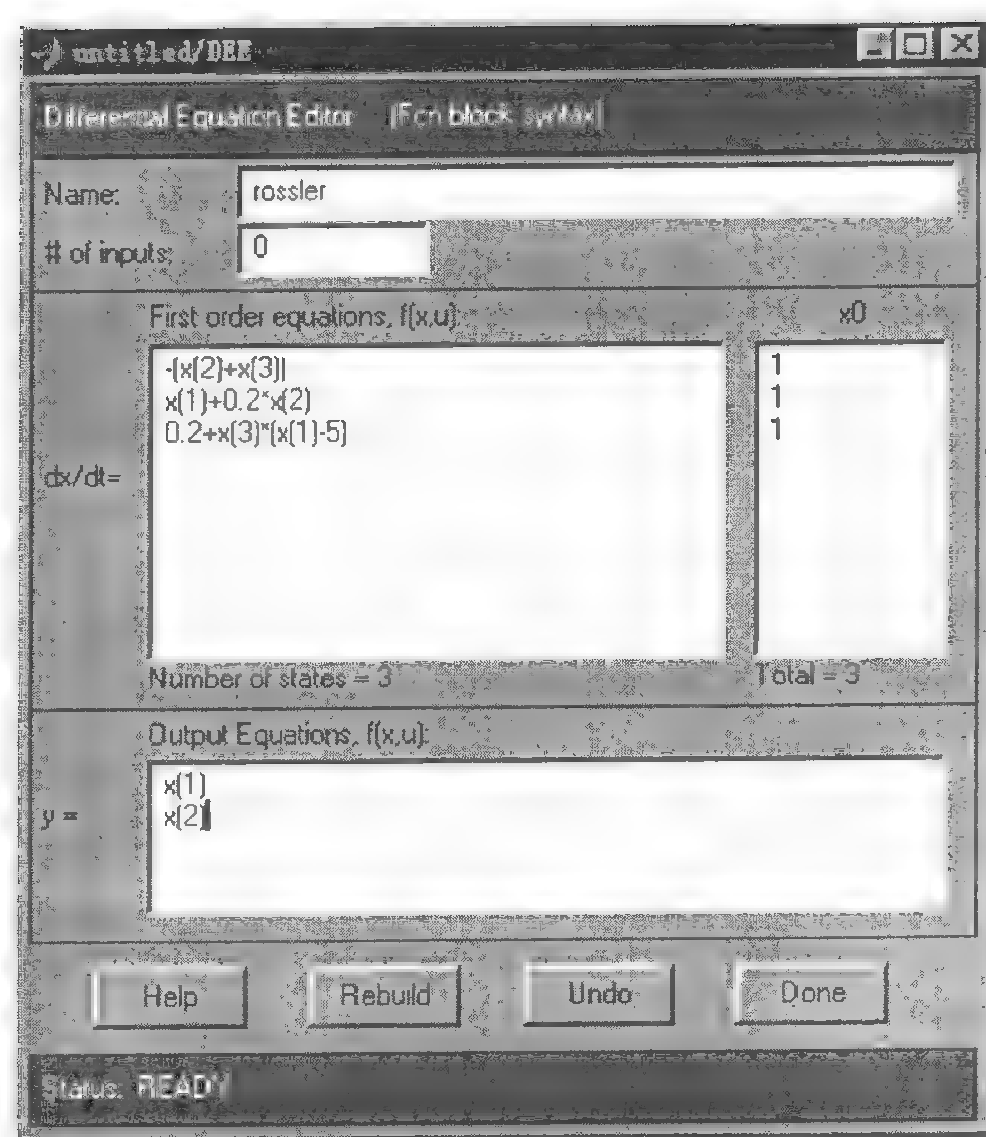 untitled/DEE
Differential Equation Editor (Fcn block syntax)
Name: rossler
# of inputs: 0
First order equations, f(x,u): x0
-(x(2)+x(3)) 1
x(1)+0.2*x(2) 1
0.2+x(3)*(x(1)-5) 1
dx/dt=
Number of states = 3 Total = 3
Output Equations, f(x,u):
x(1)
x(2)
y =
Help Rebuild Undo Done
Status: READY